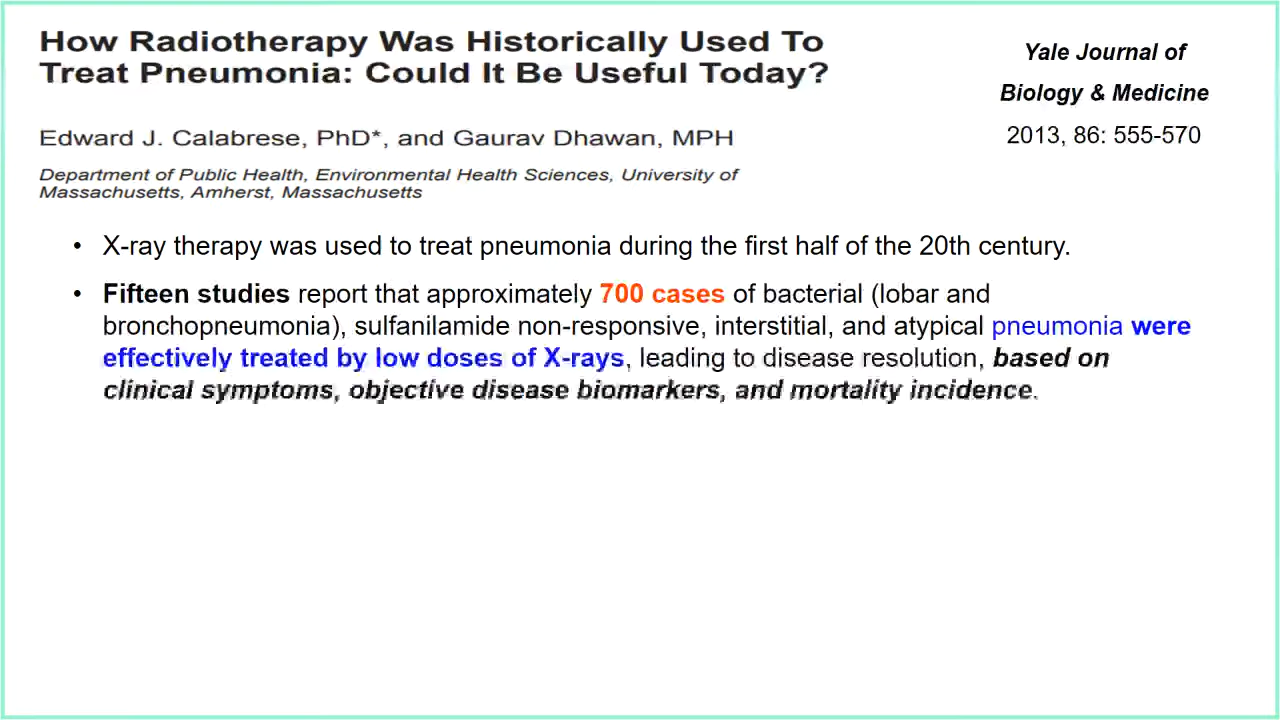 How Radiotherapy Was Historically Used To
Treat Pneumonia: Could It Be Useful Today?
Edward J. Calabrese, PhD*, and Gaurav Dhawan, MPH
Department of Public Health, Environmental Health Sciences, University of
Massachusetts, Amherst, Massachusetts
Yale Journal of
Biology & Medicine
2013, 86: 555-570
• X-ray therapy was used to treat pneumonia during the first half of the 20th century.
• Fifteen studies report that approximately 700 cases of bacterial (lobar and
bronchopneumonia), sulfanilamide non-responsive, interstitial, and atypical pneumonia were
effectively treated by low doses of X-rays, leading to disease resolution, based on
clinical symptoms, objective disease biomarkers, and mortality incidence.